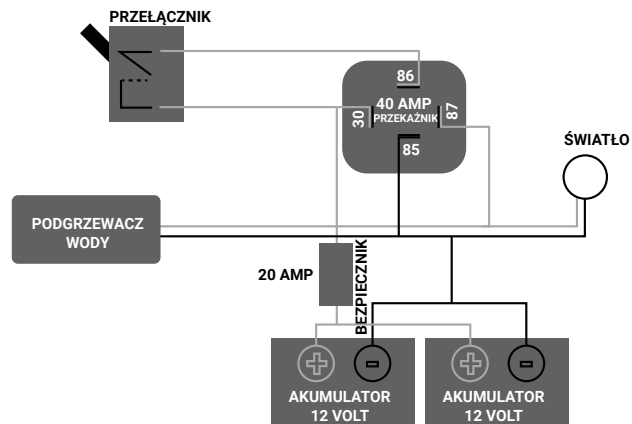 PRZEŁĄCZNIK
86
40 AMP
PRZEKAŹNIK
30
87
85
ŚWIATŁO
PODGRZEWACZ
WODY
20 AMP
BEZPIECZNIK
AKUMULATOR
12 VOLT
AKUMULATOR
12 VOLT